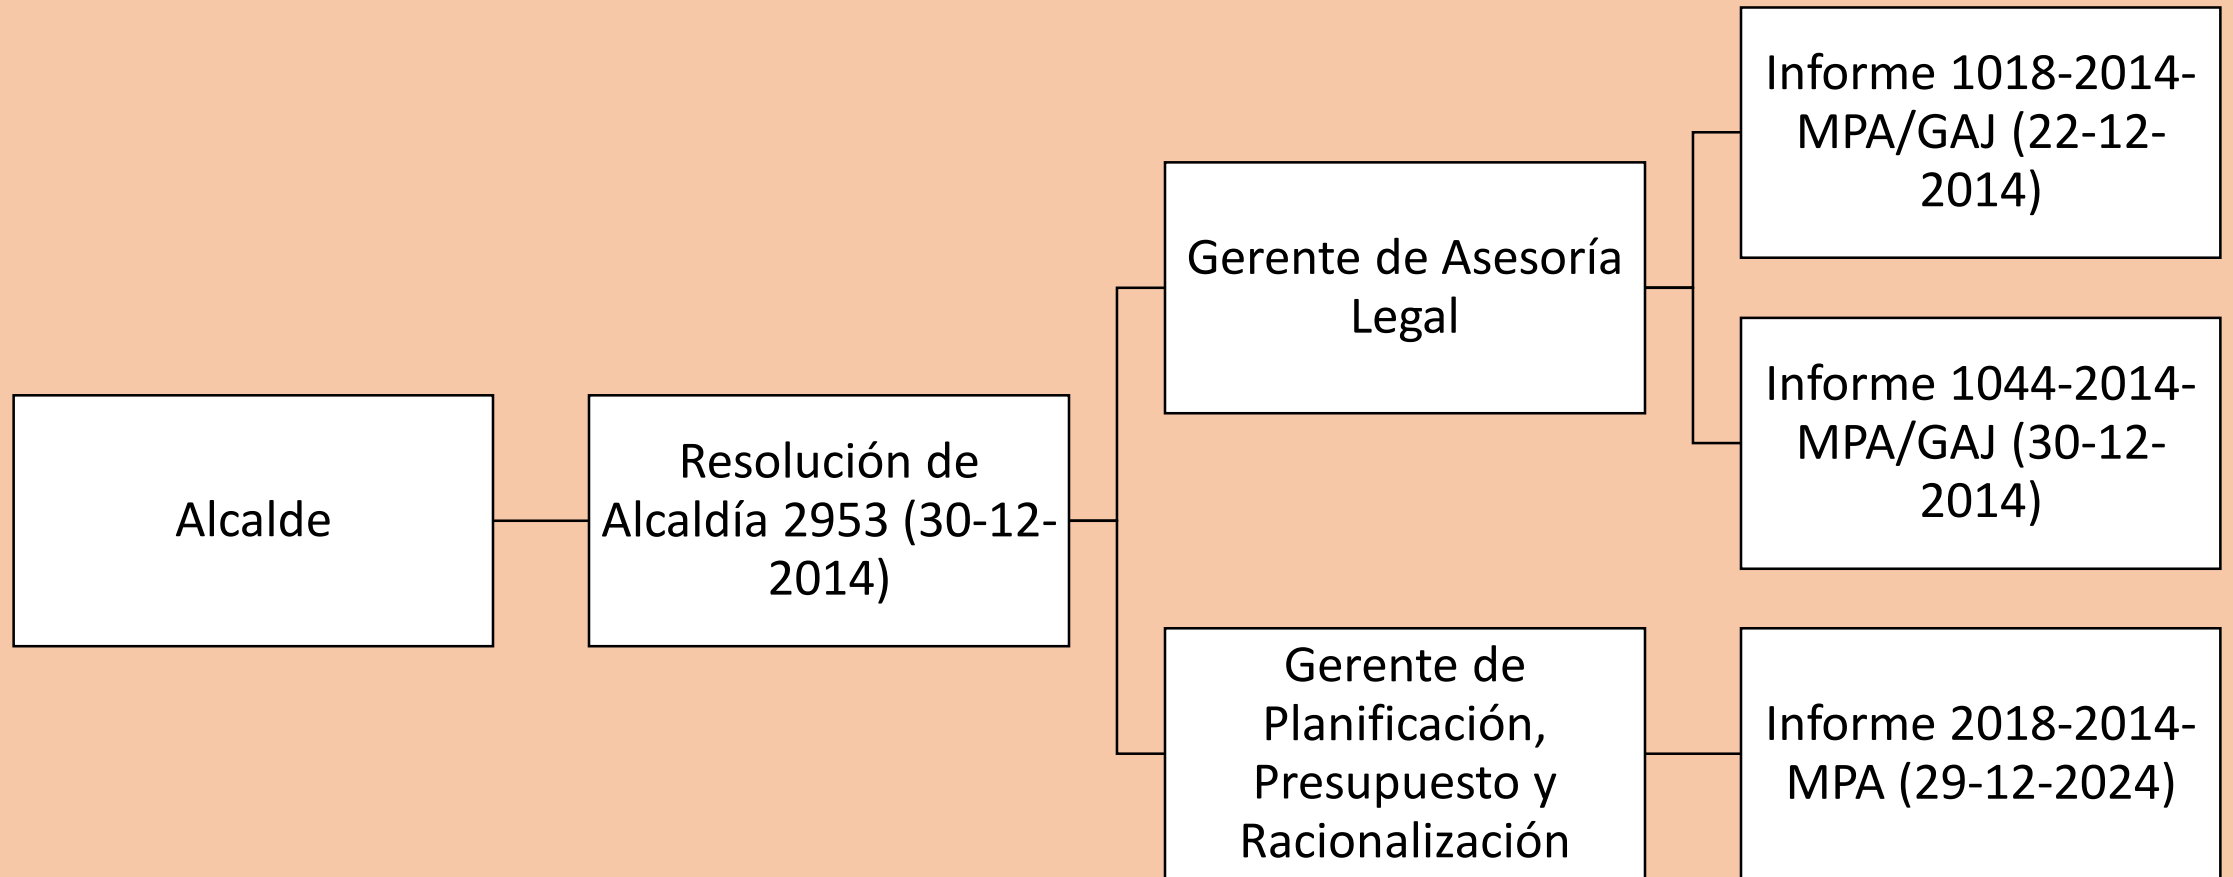 Alcalde
Resolución de
Alcaldía 2953 (30-12-
2014)
Gerente de Asesoría
Legal
Informe 1018-2014-
MPA/GAJ (22-12-
2014)
Informe 1044-2014-
MPA/GAJ (30-12-
2014)
Gerente de
Planificación,
Presupuesto y
Racionalización
Informe 2018-2014-
MPA (29-12-2024)